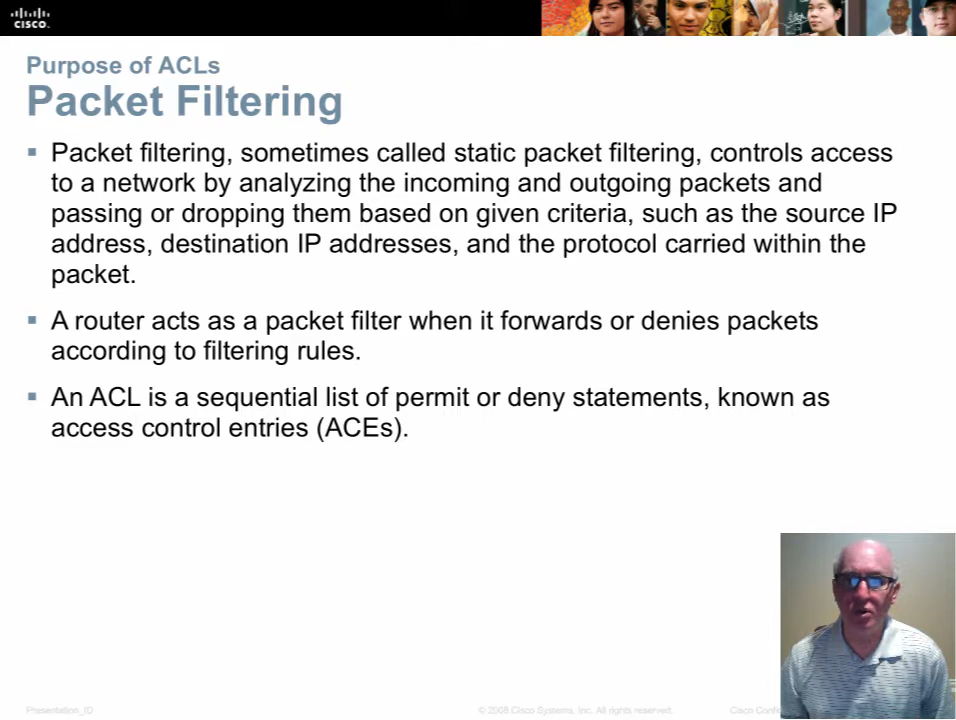 CISCO.
Purpose of ACLs
Packet Filtering
▪ Packet filtering, sometimes called static packet filtering, controls access
to a network by analyzing the incoming and outgoing packets and
passing or dropping them based on given criteria, such as the source IP
address, destination IP addresses, and the protocol carried within the
packet.
▪ A router acts as a packet filter when it forwards or denies packets
according to filtering rules.
▪ An ACL is a sequential list of permit or deny statements, known as
access control entries (ACEs).
Presentation_ID © 2008 Cisco Systems, Inc. All rights reserved. Cisco